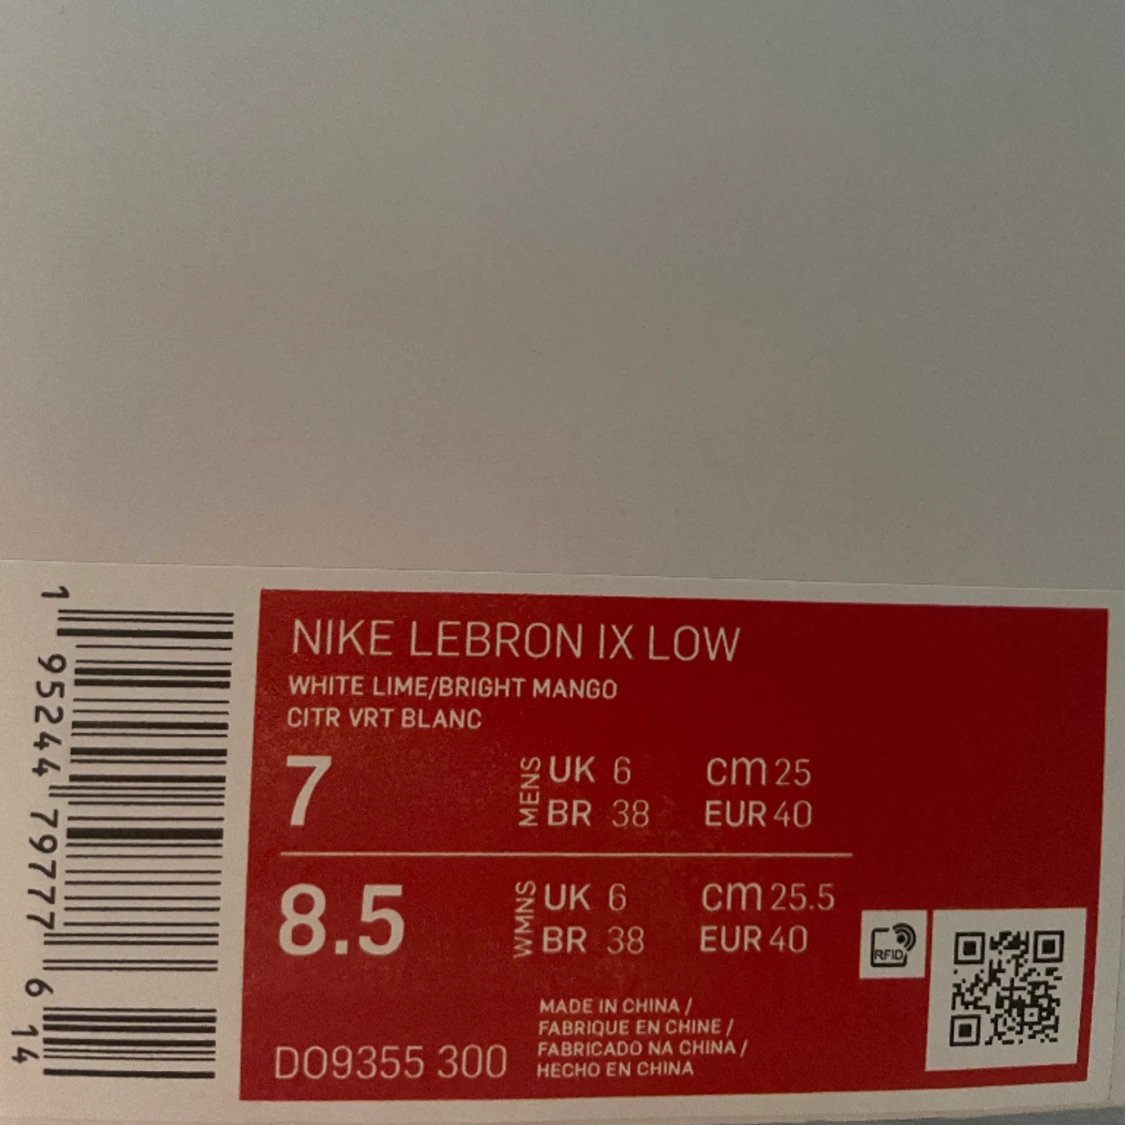 NIKE LEBRON IX LOW
WHITE LIME/BRIGHT MANGO
CITR VRT BLANC
7 MENS UK 6 cm 25
BR 38 EUR 40
8.5 WMNS UK 6 cm 25.5
BR 38 EUR 40
MADE IN CHINA /
FABRIQUE EN CHINE /
FABRICADO NA CHINA /
HECHO EN CHINA
DO9355 300
RFID
1 95244 79777 6 14